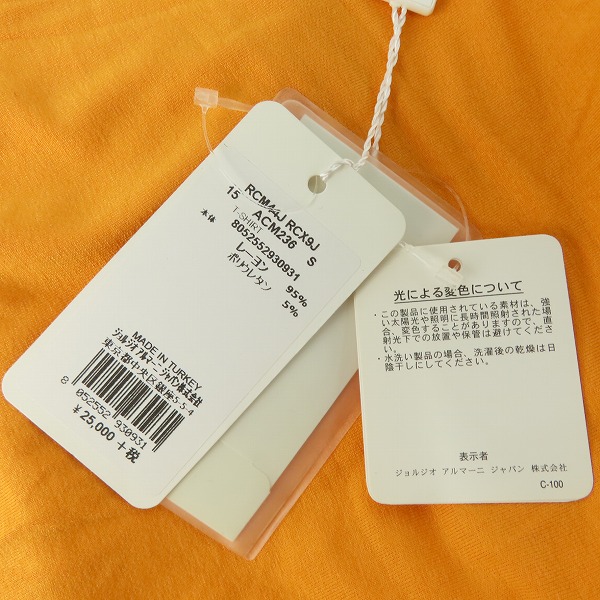 RCM44J RCX9J
15 ACM236 S
T-SHIRT
8052552930931
本体 レーヨン 95%
ポリウレタン 5%
MADE IN TURKEY
ジョルジオ アルマーニ ジャパン株式会社
東京都中央区銀座5-5-4
8 052552 930931
¥25,000 +税
光による変色について
・この製品に使用されている素材は、強
い太陽光や照明に長時間照射された場
合、変色することがありますので、直
射光下での放置や保管は避けてくださ
い。
・水洗い製品の場合、洗濯後の乾燥は日
陰干しにしてください。
表示者
ジョルジオ アルマーニ ジャパン 株式会社
C-100